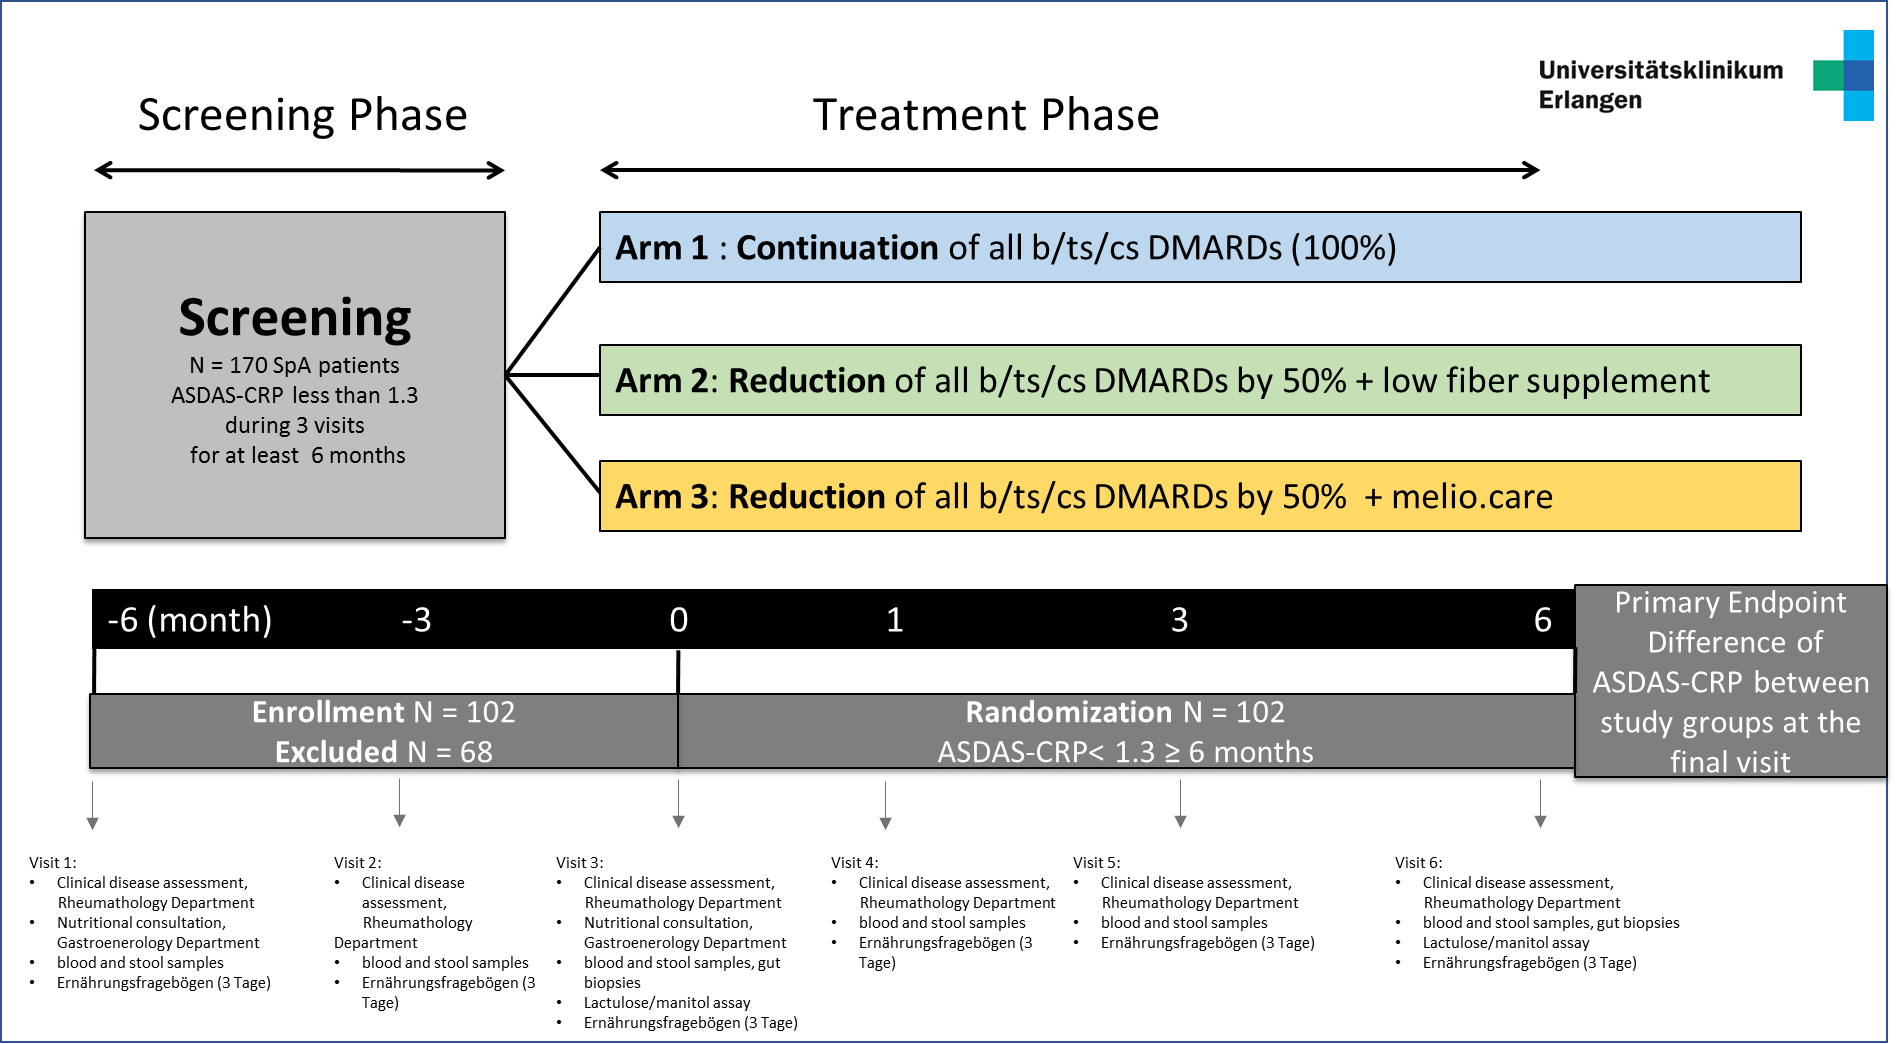 Universitätsklinikum
Erlangen
Screening Phase
Treatment Phase
Screening
N = 170 SpA patients
ASDAS-CRP less than 1.3
during 3 visits
for at least 6 months
Arm 1 : Continuation of all b/ts/cs DMARDs (100%)
Arm 2: Reduction of all b/ts/cs DMARDs by 50% + low fiber supplement
Arm 3: Reduction of all b/ts/cs DMARDs by 50% + melio.care
-6 (month) -3 0 1 3 6
Primary Endpoint
Difference of
ASDAS-CRP between
study groups at the
final visit
Enrollment N = 102
Excluded N = 68
Randomization N = 102
ASDAS-CRP< 1.3 ≥ 6 months
Visit 1:
• Clinical disease assessment,
Rheumathology Department
• Nutritional consultation,
Gastroenerology Department
• blood and stool samples
• Ernährungsfragebögen (3 Tage)
Visit 2:
• Clinical disease
assessment,
Rheumathology
Department
• blood and stool samples
• Ernährungsfragebögen (3
Tage)
Visit 3:
• Clinical disease assessment,
Rheumathology Department
• Nutritional consultation,
Gastroenerology Department
• blood and stool samples, gut
biopsies
• Lactulose/manitol assay
• Ernährungsfragebögen (3 Tage)
Visit 4:
• Clinical disease assessment,
Rheumathology Department
• blood and stool samples
• Ernährungsfragebögen (3
Tage)
Visit 5:
• Clinical disease assessment,
Rheumathology Department
• blood and stool samples
• Ernährungsfragebögen (3 Tage)
Visit 6:
• Clinical disease assessment,
Rheumathology Department
• blood and stool samples, gut biopsies
• Lactulose/manitol assay
• Ernährungsfragebögen (3 Tage)